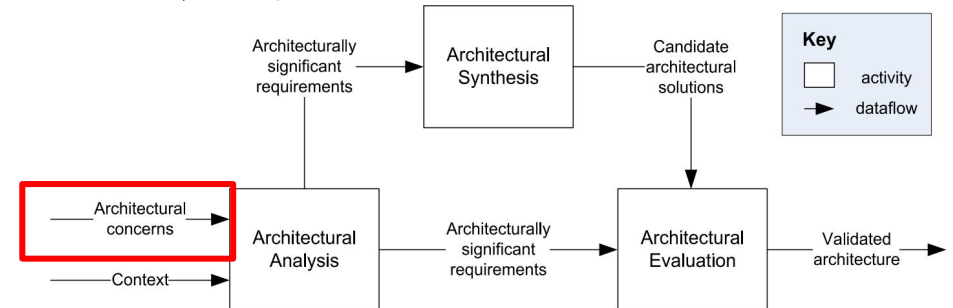 Architecturally
significant
requirements
Architectural
Synthesis
Candidate
architectural
solutions
Key
activity
dataflow
Architectural
concerns
Context
Architectural
Analysis
Architecturally
significant
requirements
Architectural
Evaluation
Validated
architecture